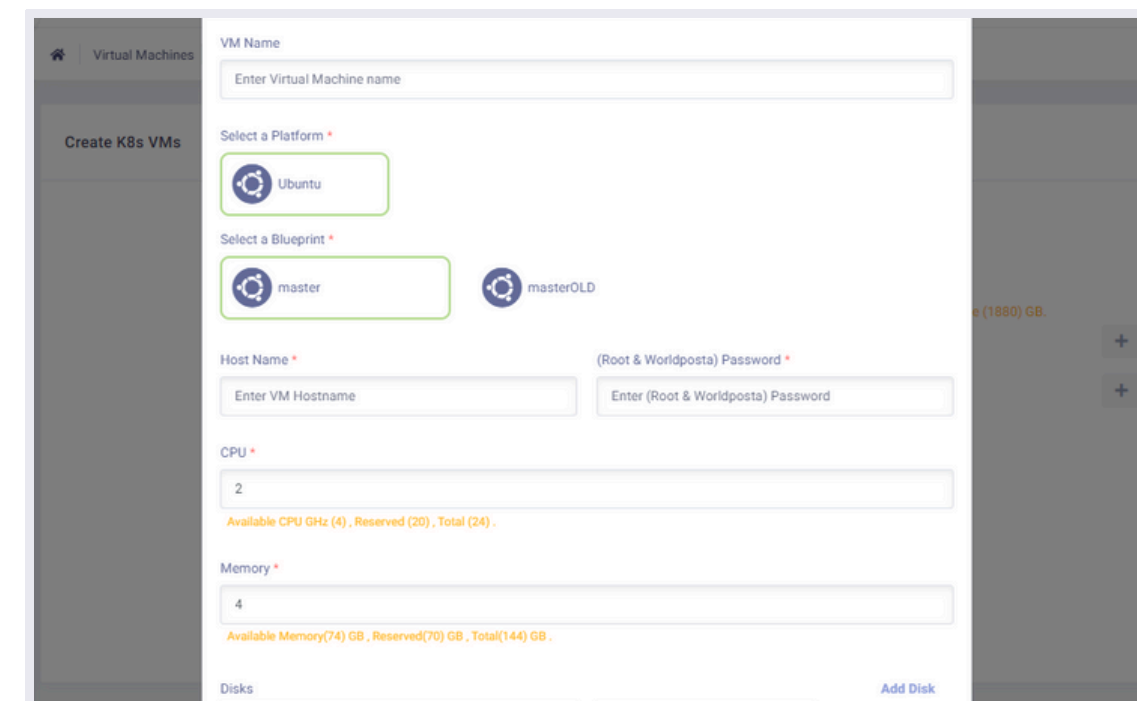 VM Name
Virtual Machines
Enter Virtual Machine name
Create K8s VMs
Select a Platform *
Ubuntu
Select a Blueprint *
master
masterOLD
e (1880) GB.
Host Name *
(Root & Worldposta) Password *
Enter VM Hostname
Enter (Root & Worldposta) Password
CPU *
2
Available CPU GHz (4) , Reserved (20) , Total (24) .
Memory *
4
Available Memory(74) GB , Reserved(70) GB , Total(144) GB .
Disks
Add Disk